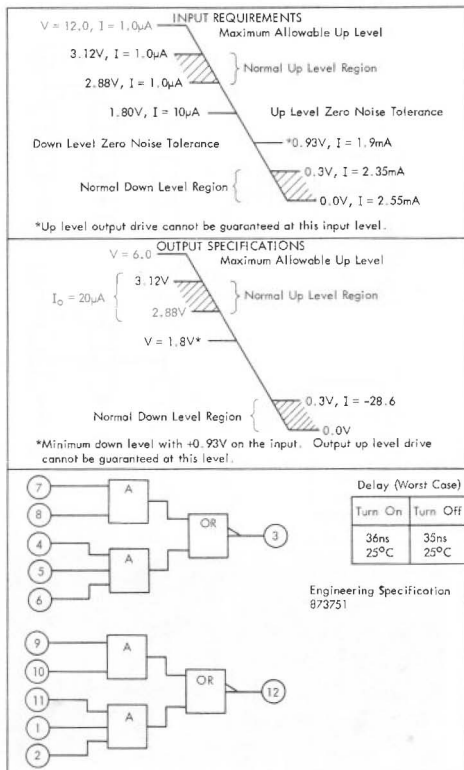 INPUT REQUIREMENTS
V = 12.0, I = 1.0µA
Maximum Allowable Up Level
3.12V, I = 1.0µA
Normal Up Level Region
2.88V, I = 1.0µA
1.80V, I = 10µA
Up Level Zero Noise Tolerance
Down Level Zero Noise Tolerance
*0.93V, I = 1.9mA
0.3V, I = 2.35mA
Normal Down Level Region
0.0V, I = 2.55mA
*Up level output drive cannot be guaranteed at this input level.
OUTPUT SPECIFICATIONS
V = 6.0
Maximum Allowable Up Level
3.12V
I₀ = 20µA
Normal Up Level Region
2.88V
V = 1.8V*
0.3V, I = -28.6
Normal Down Level Region
0.0V
*Minimum down level with +0.93V on the input. Output up level drive
cannot be guaranteed at this level.
7
A
8
OR
3
4
A
5
6
Delay (Worst Case)
Turn On Turn Off
36ns 35ns
25°C 25°C
Engineering Specification
873751
9
A
10
OR
12
11
A
1
2